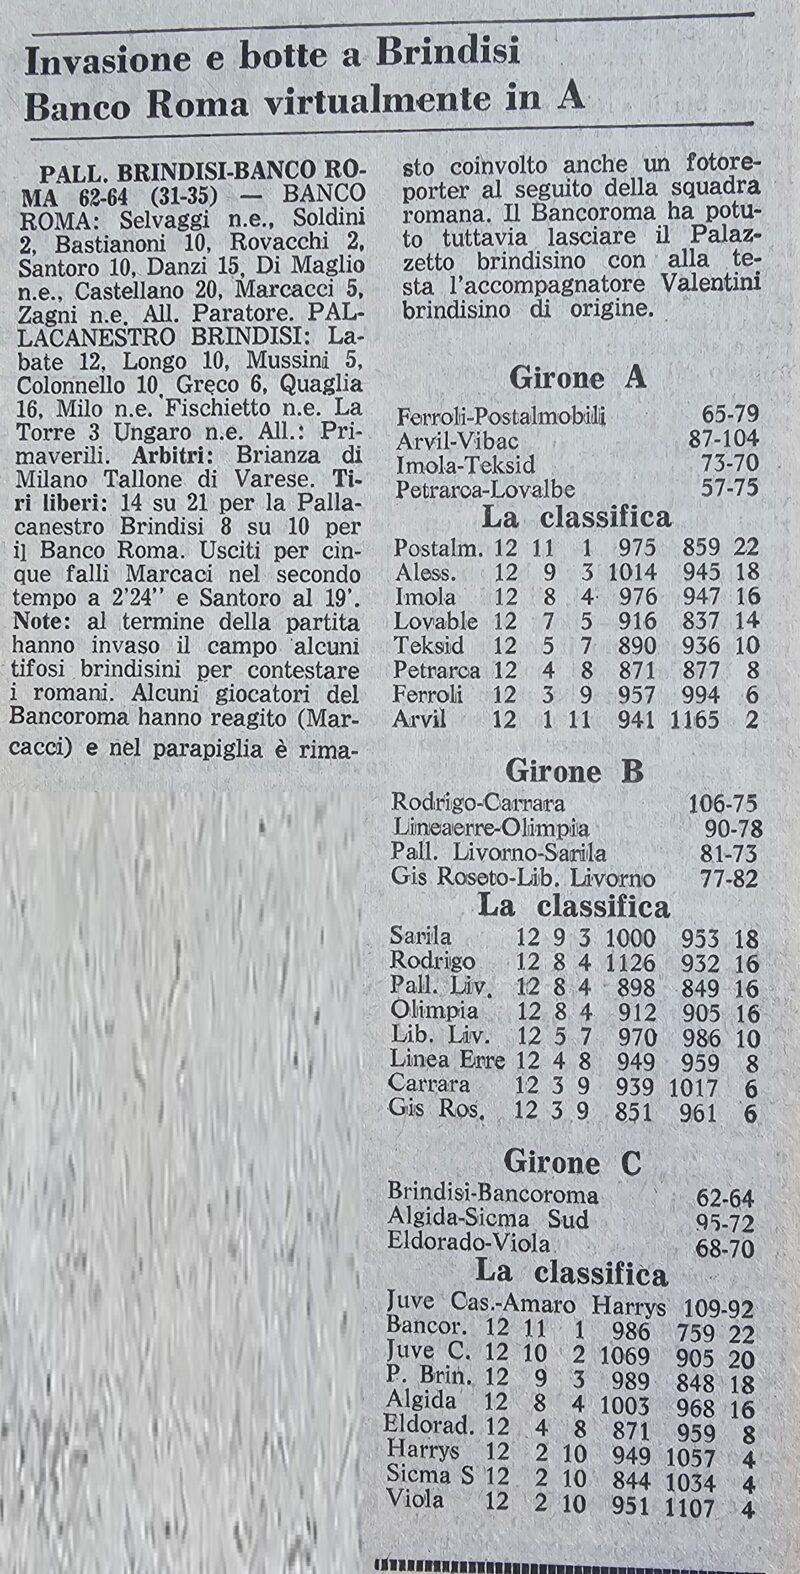 Invasione e botte a Brindisi
Banco Roma virtualmente in A
PALL. BRINDISI-BANCO RO-
MA 62-64 (31-35) — BANCO
ROMA: Selvaggi n.e., Soldini
2, Bastianoni 10, Rovacchi 2,
Santoro 10, Danzi 15, Di Maglio
n.e., Castellano 20, Marcacci 5,
Zagni n.e. All. Paratore. PAL-
LACANESTRO BRINDISI: La-
bate 12, Longo 10, Mussini 5,
Colonnello 10, Greco 6, Quaglia
16, Milo n.e. Fischietto n.e. La
Torre 3 Ungaro n.e. All.: Pri-
maverili. Arbitri: Brianza di
Milano Tallone di Varese. Ti-
ri liberi: 14 su 21 per la Palla-
canestro Brindisi 8 su 10 per
il Banco Roma. Usciti per cin-
que falli Marcaci nel secondo
tempo a 2'24" e Santoro al 19'.
Note: al termine della partita
hanno invaso il campo alcuni
tifosi brindisini per contestare
i romani. Alcuni giocatori del
Bancoroma hanno reagito (Mar-
cacci) e nel parapiglia è rima-
sto coinvolto anche un fotore-
porter al seguito della squadra
romana. Il Bancoroma ha potu-
to tuttavia lasciare il Palaz-
zetto brindisino con alla te-
sta l'accompagnatore Valentini
brindisino di origine.
Girone A
Ferroli-Postalmobili 65-79
Arvil-Vibac 87-104
Imola-Teksid 73-70
Petrarca-Lovalbe 57-75
La classifica
Postalm. 12 11 1 975 859 22
Aless. 12 9 3 1014 945 18
Imola 12 8 4 976 947 16
Lovable 12 7 5 916 837 14
Teksid 12 5 7 890 936 10
Petrarca 12 4 8 871 877 8
Ferroli 12 3 9 957 994 6
Arvil 12 1 11 941 1165 2
Girone B
Rodrigo-Carrara 106-75
Lineaerre-Olimpia 90-78
Pall. Livorno-Sarila 81-73
Gis Roseto-Lib. Livorno 77-82
La classifica
Sarila 12 9 3 1000 953 18
Rodrigo 12 8 4 1126 932 16
Pall. Liv. 12 8 4 898 849 16
Olimpia 12 8 4 912 905 16
Lib. Liv. 12 5 7 970 986 10
Linea Erre 12 4 8 949 959 8
Carrara 12 3 9 939 1017 6
Gis Ros. 12 3 9 851 961 6
Girone C
Brindisi-Bancoroma 62-64
Algida-Sicma Sud 95-72
Eldorado-Viola 68-70
La classifica
Juve Cas.-Amaro Harrys 109-92
Bancor. 12 11 1 986 759 22
Juve C. 12 10 2 1069 905 20
P. Brin. 12 9 3 989 848 18
Algida 12 8 4 1003 968 16
Eldorad. 12 4 8 871 959 8
Harrys 12 2 10 949 1057 4
Sicma S 12 2 10 844 1034 4
Viola 12 2 10 951 1107 4